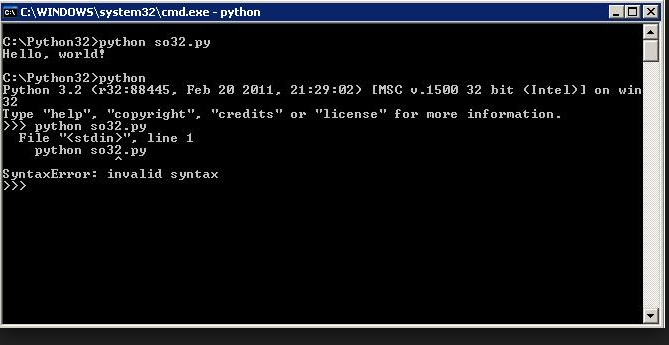 C:\WINDOWS\system32\cmd.exe - python
C:\Python32>python so32.py
Hello, world!
C:\Python32>python
Python 3.2 (r32:88445, Feb 20 2011, 21:29:02) [MSC v.1500 32 bit (Intel)] on win
32
Type "help", "copyright", "credits" or "license" for more information.
>>> python so32.py
  File "<stdin>", line 1
    python so32.py
              ^
SyntaxError: invalid syntax
>>>